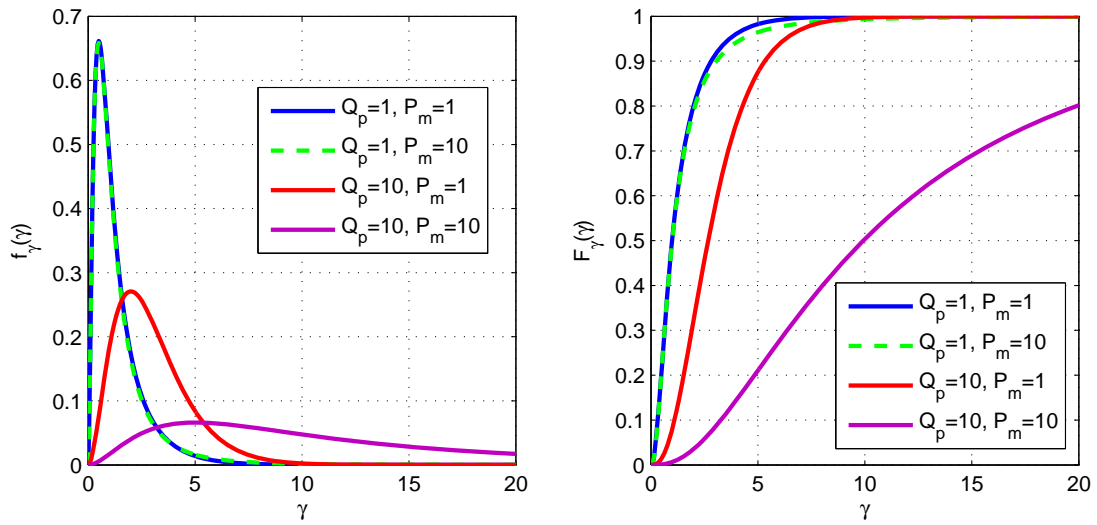 0.7
0.6
0.5
0.4
0.3
0.2
0.1
0
f_γ(γ)
Q_p=1, P_m=1
Q_p=1, P_m=10
Q_p=10, P_m=1
Q_p=10, P_m=10
0 5 10 15 20
γ
1
0.9
0.8
0.7
0.6
0.5
0.4
0.3
0.2
0.1
0
F_γ(γ)
Q_p=1, P_m=1
Q_p=1, P_m=10
Q_p=10, P_m=1
Q_p=10, P_m=10
0 5 10 15 20
γ